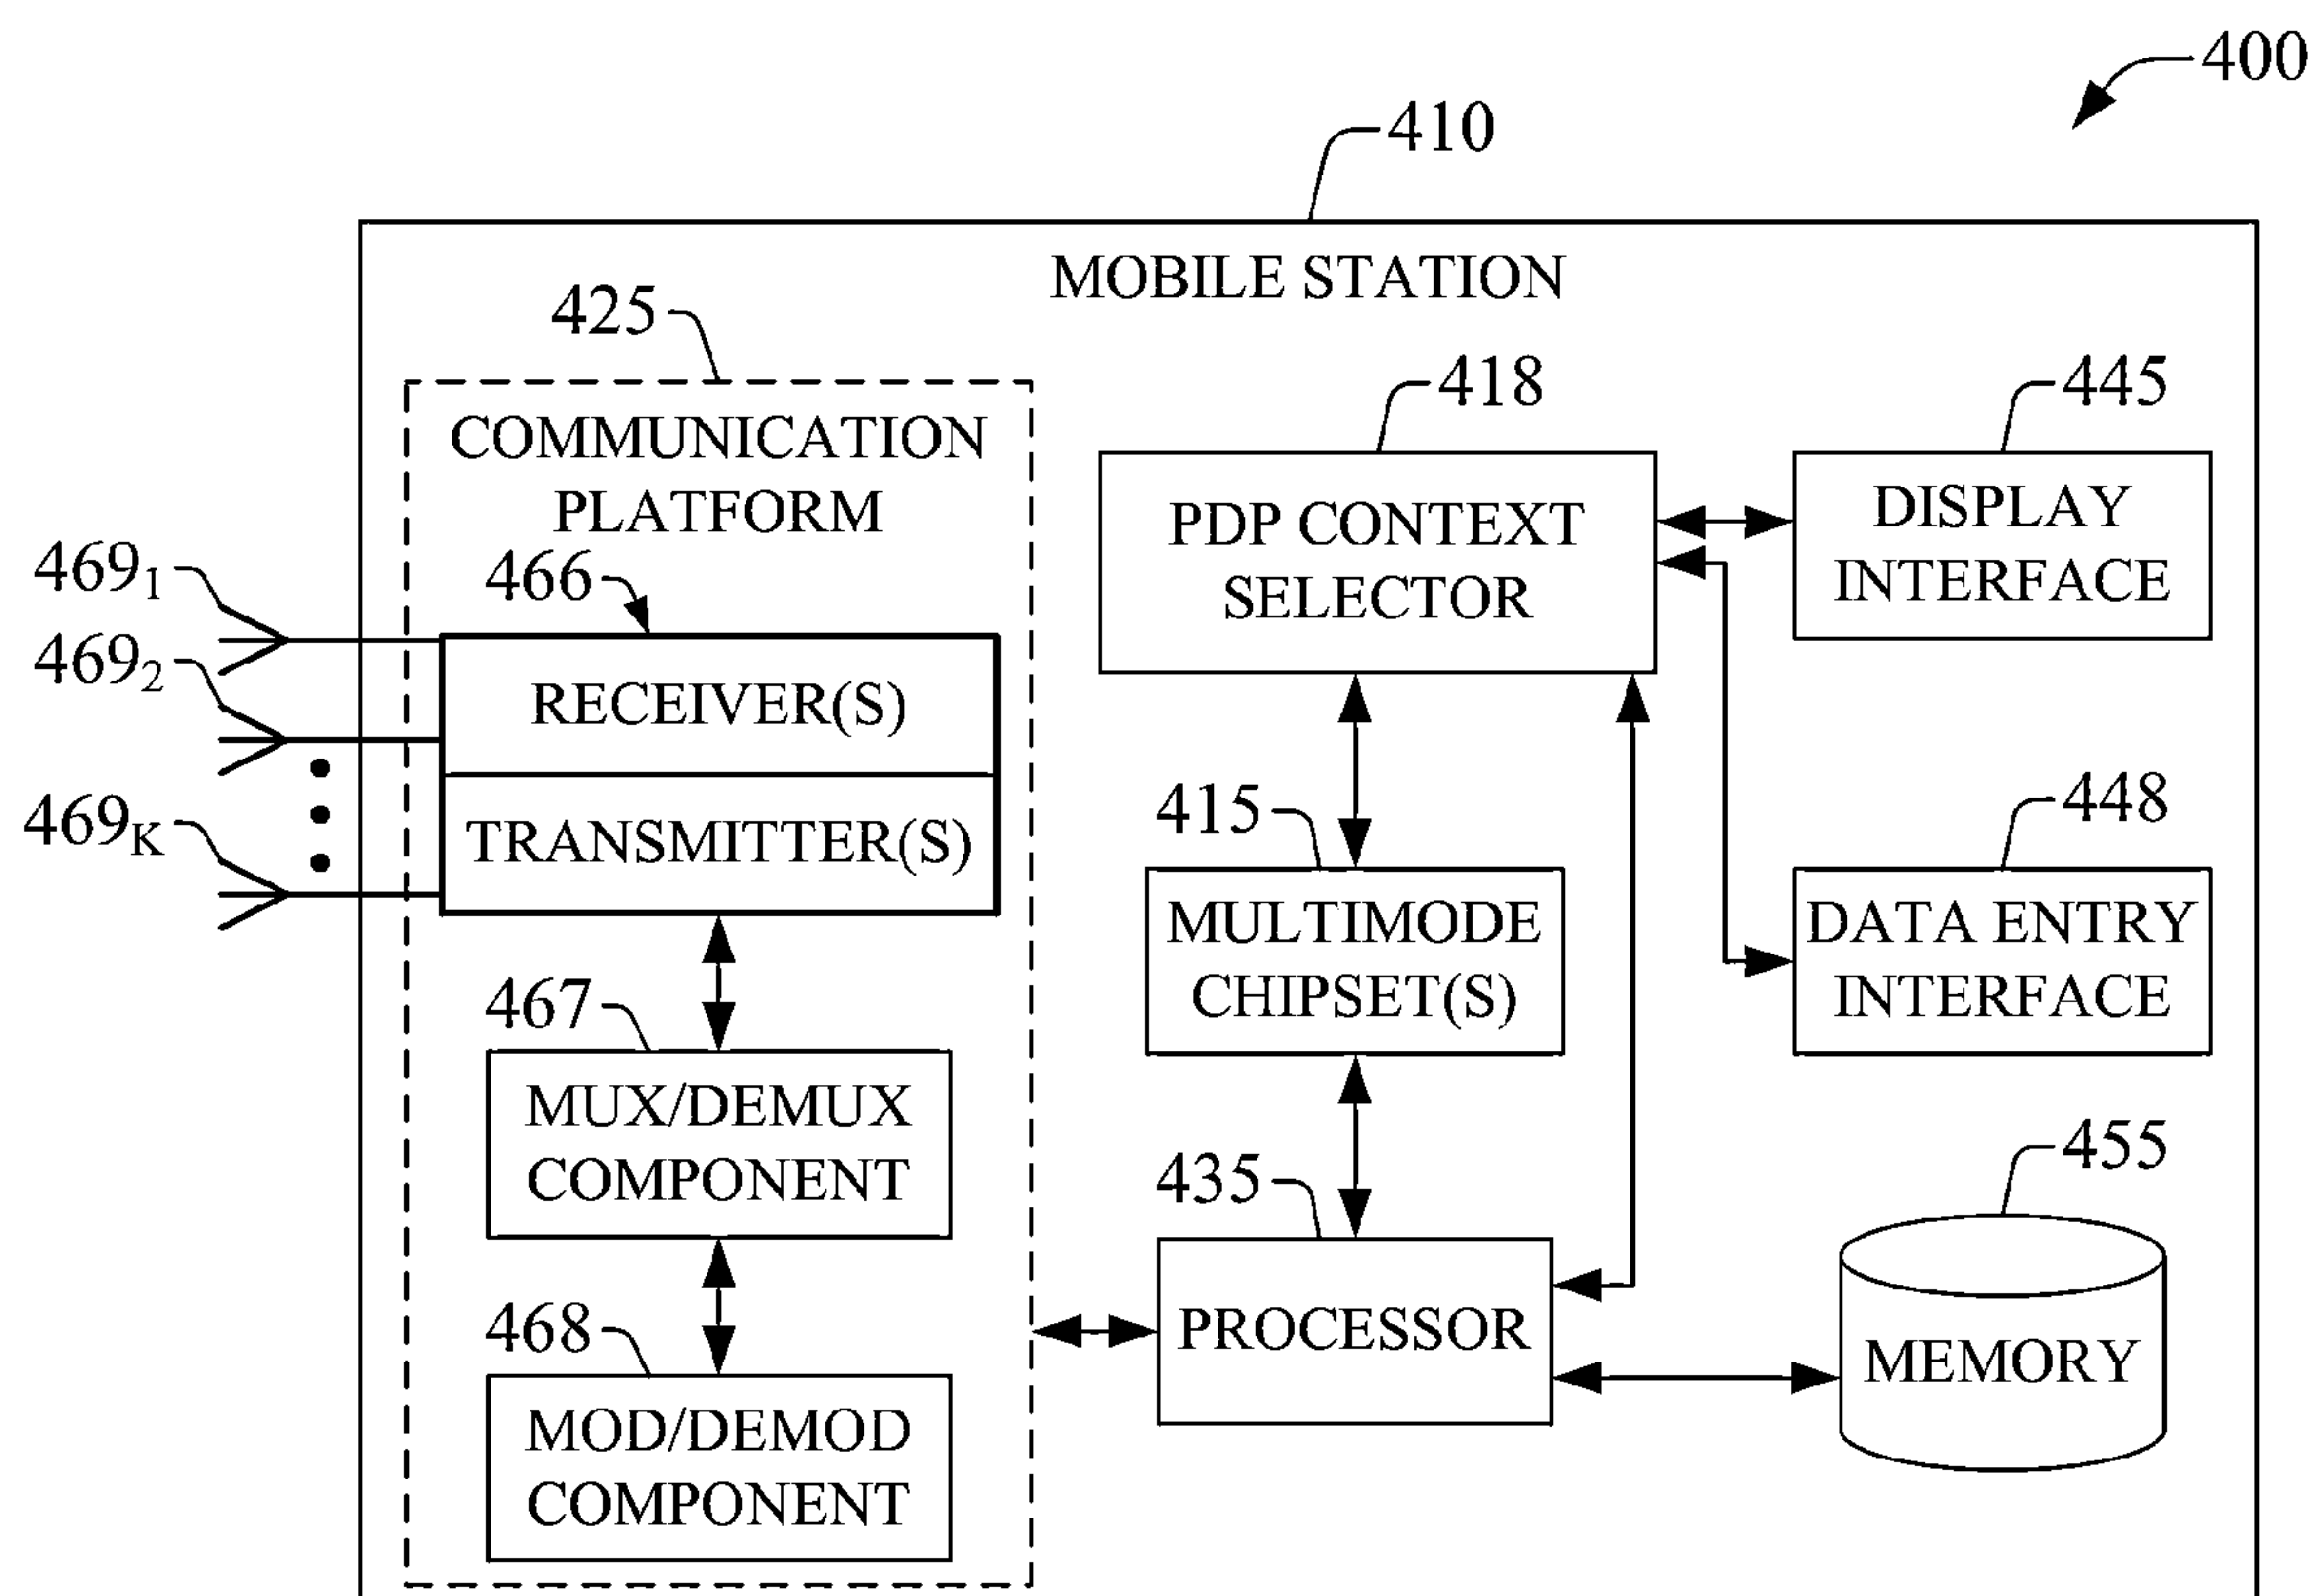 400
410
MOBILE STATION
425
COMMUNICATION
PLATFORM
418
445
PDP CONTEXT
SELECTOR
DISPLAY
INTERFACE
469₁
466
469₂
RECEIVER(S)
469K
TRANSMITTER(S)
415
448
MULTIMODE
CHIPSET(S)
DATA ENTRY
INTERFACE
467
MUX/DEMUX
COMPONENT
435
455
468
PROCESSOR
MEMORY
MOD/DEMOD
COMPONENT